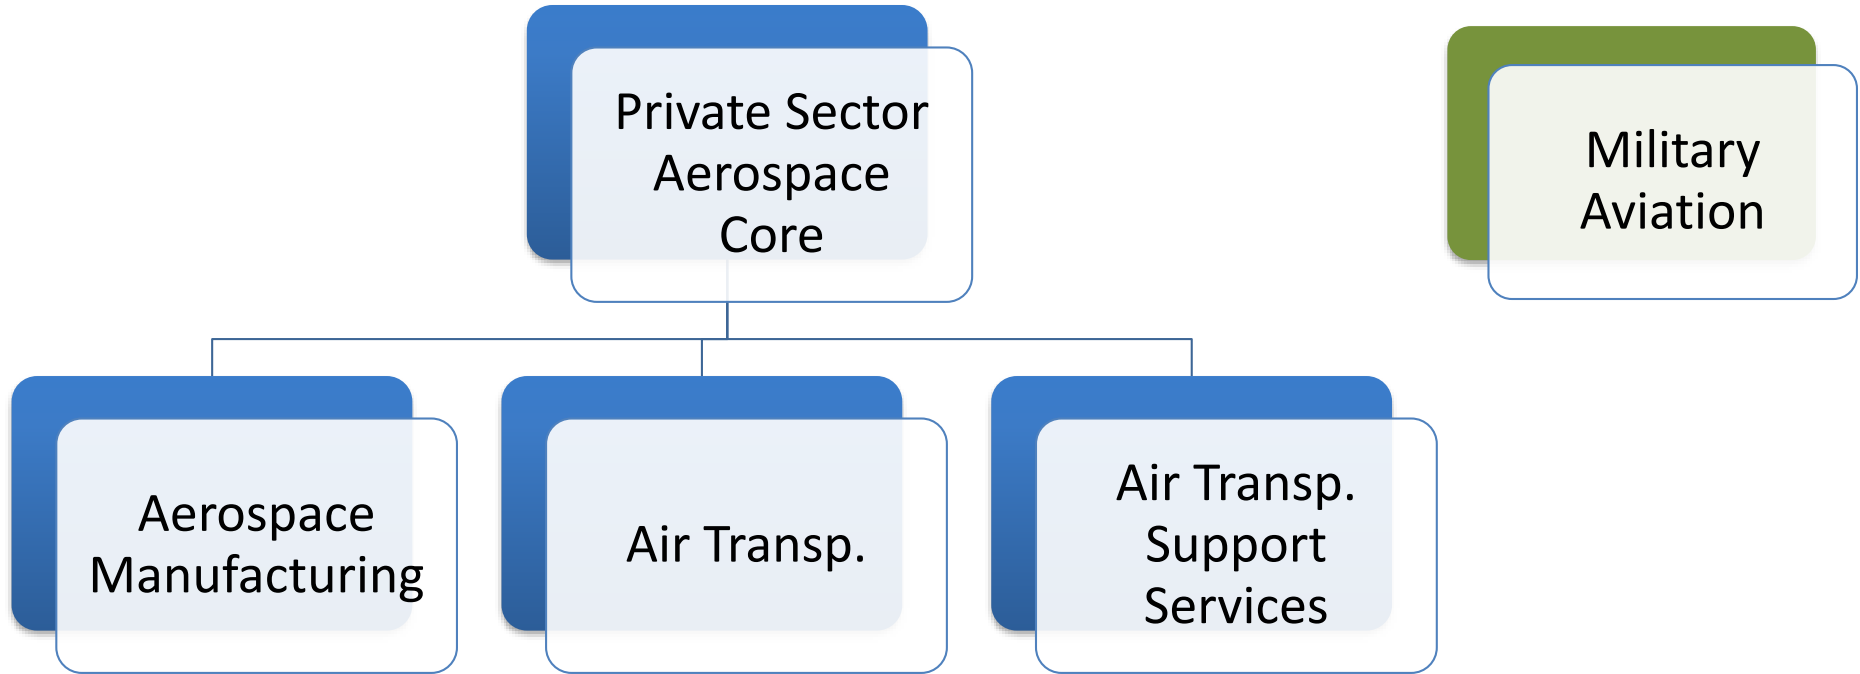 Private Sector
Aerospace
Core
Military
Aviation
Aerospace
Manufacturing
Air Transp.
Air Transp.
Support
Services